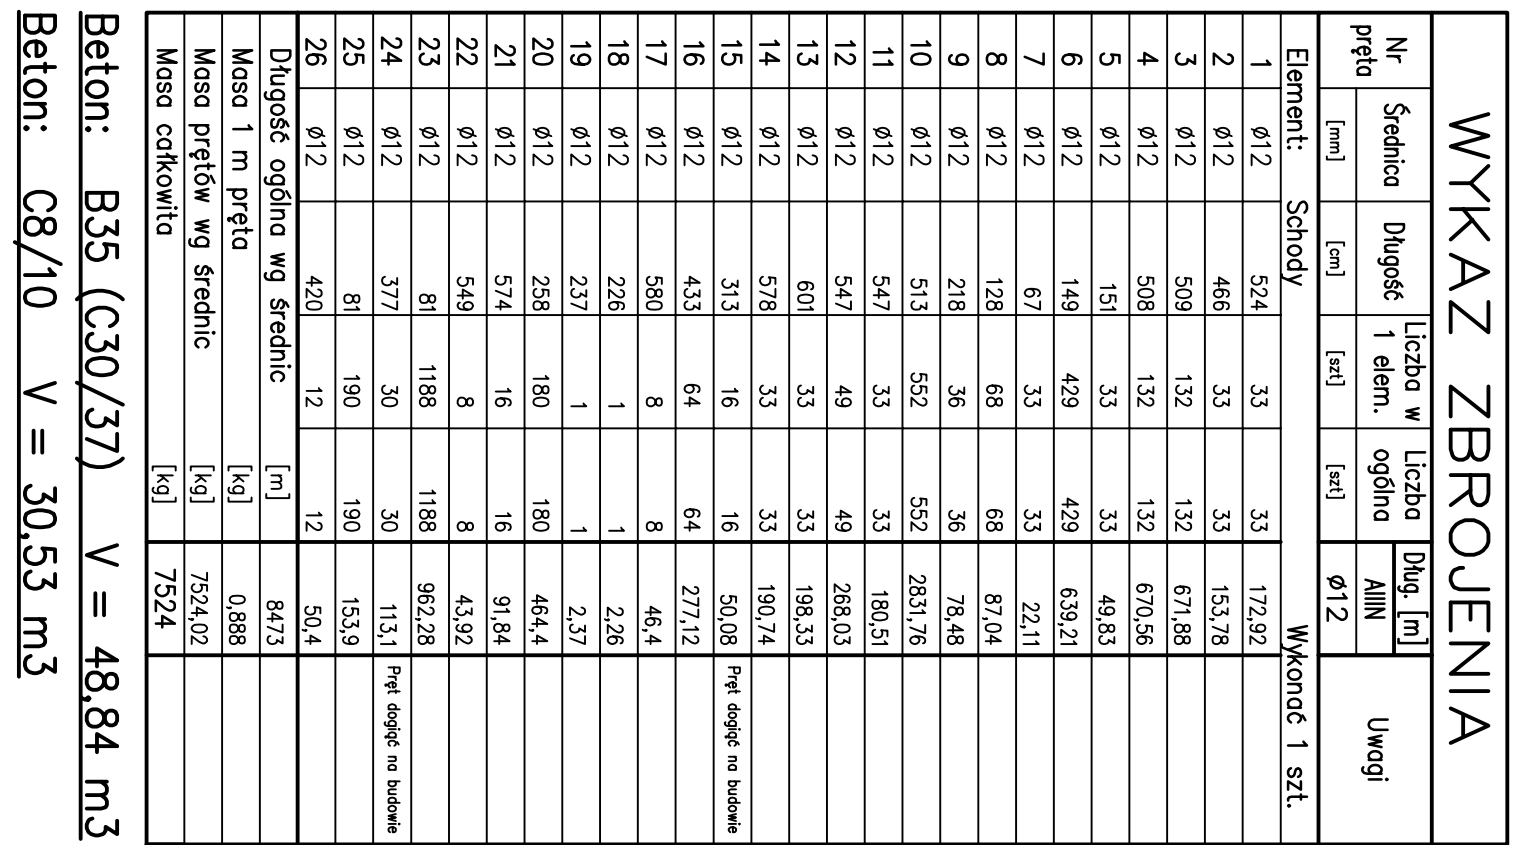 WYKAZ ZBROJENIA
Nr pręta Średnica Długość Liczba w 1 elem. Liczba ogólna Dług. [m] AIIIN Ø12 Uwagi
[mm] [cm] [szt] [szt]
Element: Schody Wykonać 1 szt.
1 Ø12 524 33 33 172,92
2 Ø12 466 33 33 153,78
3 Ø12 509 132 132 671,88
4 Ø12 508 132 132 670,56
5 Ø12 151 33 33 49,83
6 Ø12 149 429 429 639,21
7 Ø12 67 33 33 22,11
8 Ø12 128 68 68 87,04
9 Ø12 218 36 36 78,48
10 Ø12 513 552 552 2831,76
11 Ø12 547 33 33 180,51
12 Ø12 547 49 49 268,03
13 Ø12 601 33 33 198,33
14 Ø12 578 33 33 190,74
15 Ø12 313 16 16 50,08 Pręt dogiąć na budowie
16 Ø12 433 64 64 277,12
17 Ø12 580 8 8 46,4
18 Ø12 226 1 1 2,26
19 Ø12 237 1 1 2,37
20 Ø12 258 180 180 464,4
21 Ø12 574 16 16 91,84
22 Ø12 549 8 8 43,92
23 Ø12 81 1188 1188 962,28
24 Ø12 377 30 30 113,1 Pręt dogiąć na budowie
25 Ø12 81 190 190 153,9
26 Ø12 420 12 12 50,4
Długość ogólna wg średnic [m] 8473
Masa 1 m pręta [kg] 0,888
Masa prętów wg średnic [kg] 7524,02
Masa całkowita [kg] 7524
Beton: B35 (C30/37) V = 48,84 m3
Beton: C8/10 V = 30,53 m3